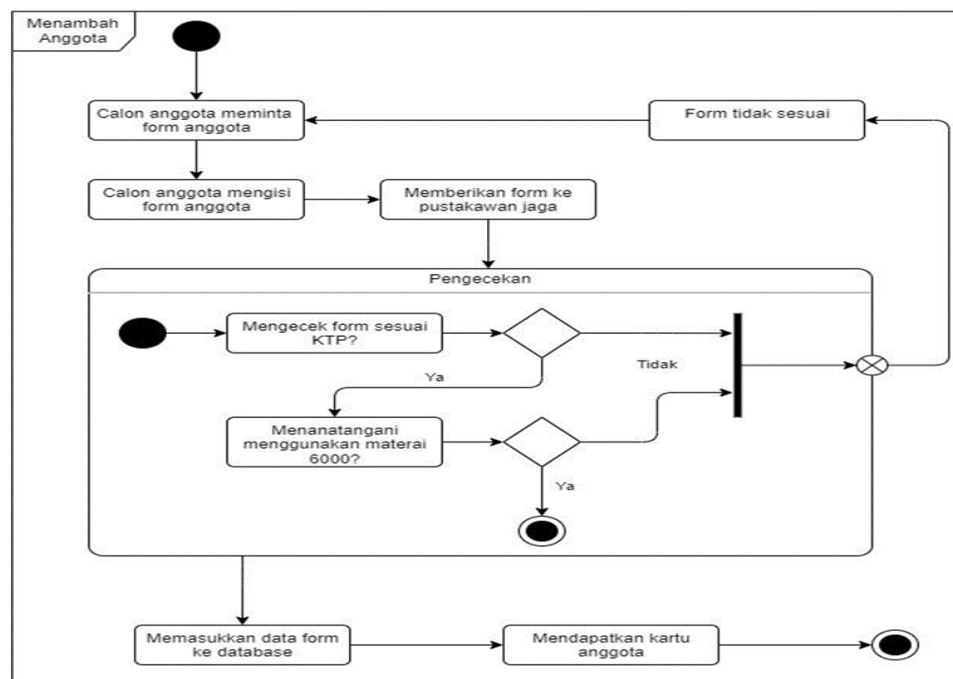 Menambah
Anggota
Calon anggota meminta
form anggota
Form tidak sesuai
Calon anggota mengisi
form anggota
Memberikan form ke
pustakawan jaga
Pengecekan
Mengecek form sesuai
KTP?
Tidak
Ya
Menanatangani
menggunakan materai
6000?
Ya
Memasukkan data form
ke database
Mendapatkan kartu
anggota